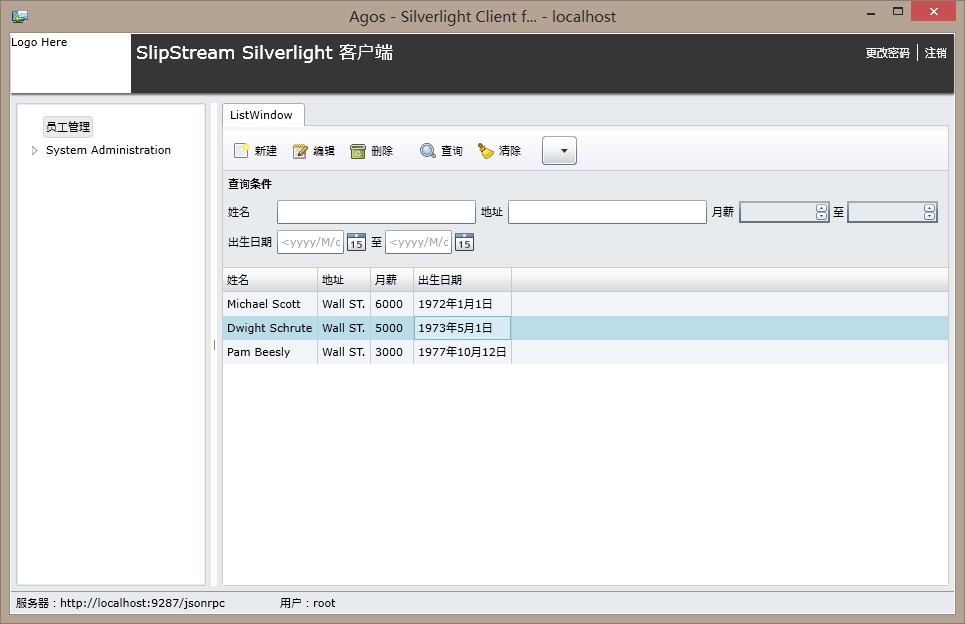 Agos - Silverlight Client f... - localhost
Logo Here
SlipStream Silverlight 客户端
更改密码 注销
员工管理
System Administration
ListWindow
新建 编辑 删除 查询 清除
查询条件
姓名 地址 月薪 至
出生日期 <yyyy/M/d 15 至 <yyyy/M/d 15
姓名 地址 月薪 出生日期
Michael Scott Wall ST. 6000 1972年1月1日
Dwight Schrute Wall ST. 5000 1973年5月1日
Pam Beesly Wall ST. 3000 1977年10月12日
服务器：http://localhost:9287/jsonrpc 用户：root